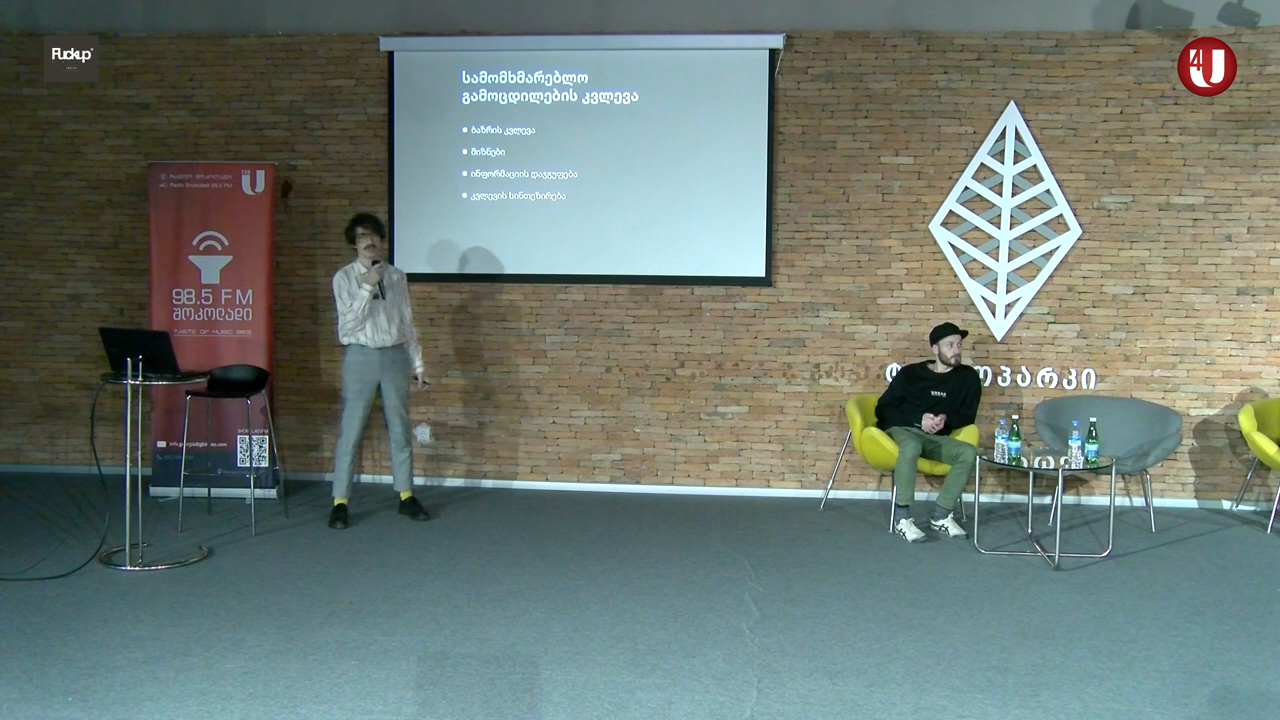 Fuckup
4U
სამომხმარებლო
გამოცდილების კვლევა
ბაზრის კვლევა
მიზნები
ინფორმაციის დაჯგუფება
კვლევის სინთეზირება
U
98.5 FM
ᲨᲝᲙᲝᲚᲐᲓᲘ
TASTE OF MUSIC
პარკი